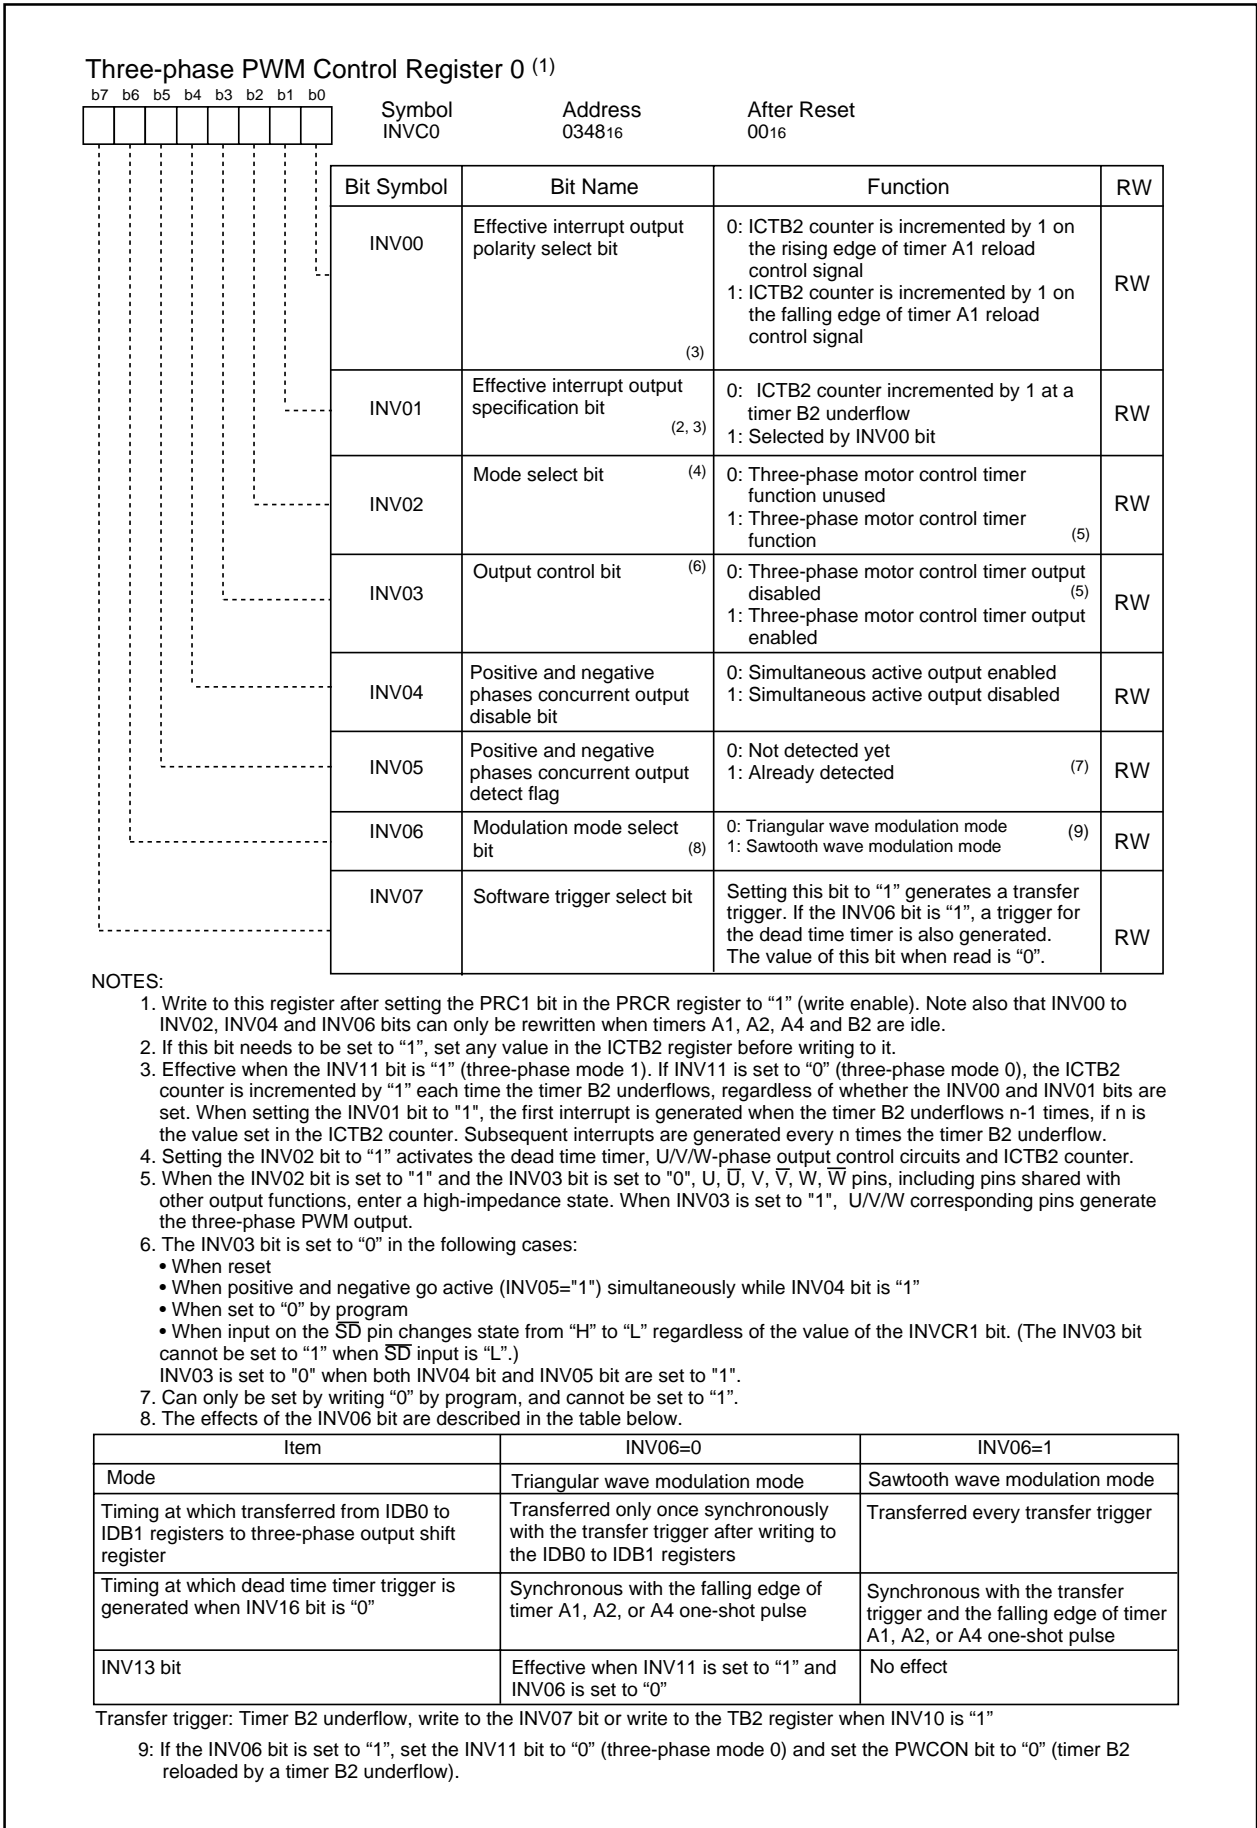 Three-phase PWM Control Register 0 (1)
b7 b6 b5 b4 b3 b2 b1 b0
Symbol Address After Reset
INVC0 034816 0016
Bit Symbol Bit Name Function RW
INV00
Effective interrupt output
polarity select bit
(3)
0: ICTB2 counter is incremented by 1 on
the rising edge of timer A1 reload
control signal
1: ICTB2 counter is incremented by 1 on
the falling edge of timer A1 reload
control signal
RW
INV01
Effective interrupt output
specification bit
(2, 3)
0: ICTB2 counter incremented by 1 at a
timer B2 underflow
1: Selected by INV00 bit
RW
INV02
Mode select bit (4)
0: Three-phase motor control timer
function unused
1: Three-phase motor control timer
function (5)
RW
INV03
Output control bit (6)
0: Three-phase motor control timer output
disabled (5)
1: Three-phase motor control timer output
enabled
RW
INV04
Positive and negative
phases concurrent output
disable bit
0: Simultaneous active output enabled
1: Simultaneous active output disabled
RW
INV05
Positive and negative
phases concurrent output
detect flag
0: Not detected yet
1: Already detected (7)
RW
INV06
Modulation mode select
bit (8)
0: Triangular wave modulation mode (9)
1: Sawtooth wave modulation mode
RW
INV07
Software trigger select bit
Setting this bit to “1” generates a transfer
trigger. If the INV06 bit is “1”, a trigger for
the dead time timer is also generated.
The value of this bit when read is “0”.
RW
NOTES:
1. Write to this register after setting the PRC1 bit in the PRCR register to “1” (write enable). Note also that INV00 to
INV02, INV04 and INV06 bits can only be rewritten when timers A1, A2, A4 and B2 are idle.
2. If this bit needs to be set to “1”, set any value in the ICTB2 register before writing to it.
3. Effective when the INV11 bit is “1” (three-phase mode 1). If INV11 is set to “0” (three-phase mode 0), the ICTB2
counter is incremented by “1” each time the timer B2 underflows, regardless of whether the INV00 and INV01 bits are
set. When setting the INV01 bit to "1", the first interrupt is generated when the timer B2 underflows n-1 times, if n is
the value set in the ICTB2 counter. Subsequent interrupts are generated every n times the timer B2 underflow.
4. Setting the INV02 bit to “1” activates the dead time timer, U/V/W-phase output control circuits and ICTB2 counter.
5. When the INV02 bit is set to "1" and the INV03 bit is set to "0", U, U̅, V, V̅, W, W̅ pins, including pins shared with
other output functions, enter a high-impedance state. When INV03 is set to "1", U/V/W corresponding pins generate
the three-phase PWM output.
6. The INV03 bit is set to “0” in the following cases:
• When reset
• When positive and negative go active (INV05="1") simultaneously while INV04 bit is “1”
• When set to “0” by program
• When input on the S̅D̅ pin changes state from “H” to “L” regardless of the value of the INVCR1 bit. (The INV03 bit
cannot be set to “1” when S̅D̅ input is “L”.)
INV03 is set to "0" when both INV04 bit and INV05 bit are set to "1".
7. Can only be set by writing “0” by program, and cannot be set to “1”.
8. The effects of the INV06 bit are described in the table below.
Item INV06=0 INV06=1
Mode Triangular wave modulation mode Sawtooth wave modulation mode
Timing at which transferred from IDB0 to
IDB1 registers to three-phase output shift
register
Transferred only once synchronously
with the transfer trigger after writing to
the IDB0 to IDB1 registers
Transferred every transfer trigger
Timing at which dead time timer trigger is
generated when INV16 bit is “0”
Synchronous with the falling edge of
timer A1, A2, or A4 one-shot pulse
Synchronous with the transfer
trigger and the falling edge of timer
A1, A2, or A4 one-shot pulse
INV13 bit
Effective when INV11 is set to “1” and
INV06 is set to “0”
No effect
Transfer trigger: Timer B2 underflow, write to the INV07 bit or write to the TB2 register when INV10 is “1”
9: If the INV06 bit is set to “1”, set the INV11 bit to “0” (three-phase mode 0) and set the PWCON bit to “0” (timer B2
reloaded by a timer B2 underflow).